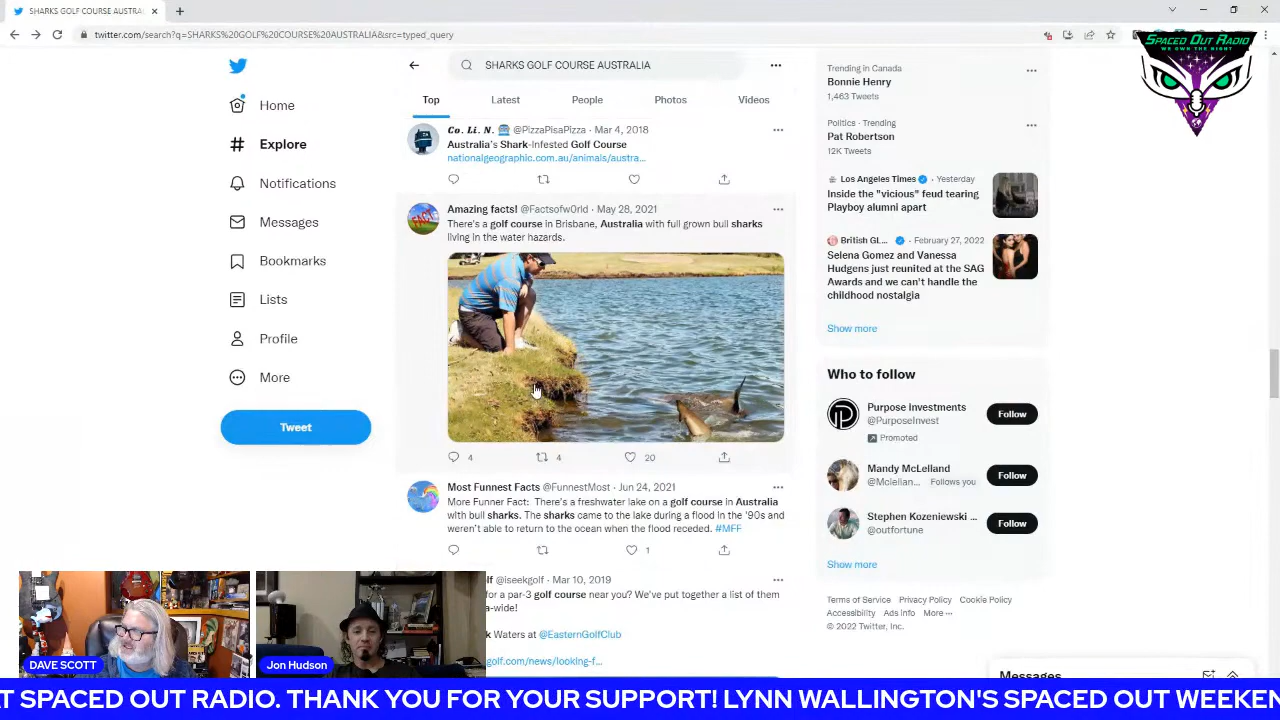 SHARKS GOLF COURSE AUSTRALIA
twitter.com/search?q=SHARKS%20GOLF%20COURSE%20AUSTRALIA&src=typed_query
SPACED OUT RADIO
WE OWN THE NIGHT
Home
Explore
Notifications
Messages
Bookmarks
Lists
Profile
More
Tweet
SHARKS GOLF COURSE AUSTRALIA
Top Latest People Photos Videos
Co. Li. N. @PizzaPisaPizza · Mar 4, 2018
Australia's Shark-Infested Golf Course
nationalgeographic.com.au/animals/austra...
Amazing facts! @Factsofw0rld · May 28, 2021
There's a golf course in Brisbane, Australia with full grown bull sharks
living in the water hazards.
FACT
4 4 20
Most Funnest Facts @FunnestMost · Jun 24, 2021
More Funner Fact: There's a freshwater lake on a golf course in Australia
with bull sharks. The sharks came to the lake during a flood in the '90s and
weren't able to return to the ocean when the flood receded. #MFF
1
lf @iseekgolf · Mar 10, 2019
for a par-3 golf course near you? We've put together a list of them
a-wide!
k Waters at @EasternGolfClub
golf.com/news/looking-f...
Trending in Canada
Bonnie Henry
1,463 Tweets
Politics · Trending
Pat Robertson
12K Tweets
Los Angeles Times · Yesterday
Inside the "vicious" feud tearing
Playboy alumni apart
British GL... · February 27, 2022
Selena Gomez and Vanessa
Hudgens just reunited at the SAG
Awards and we can't handle the
childhood nostalgia
Show more
Who to follow
Purpose Investments
@PurposeInvest
Follow
Promoted
Mandy McLelland
@Mclellan... Follows you
Follow
Stephen Kozeniewski ...
@outfortune
Follow
Show more
Terms of Service Privacy Policy Cookie Policy
Accessibility Ads info More ...
© 2022 Twitter, Inc.
Messages
DAVE SCOTT
Jon Hudson
AT SPACED OUT RADIO. THANK YOU FOR YOUR SUPPORT! LYNN WALLINGTON'S SPACED OUT WEEKEN